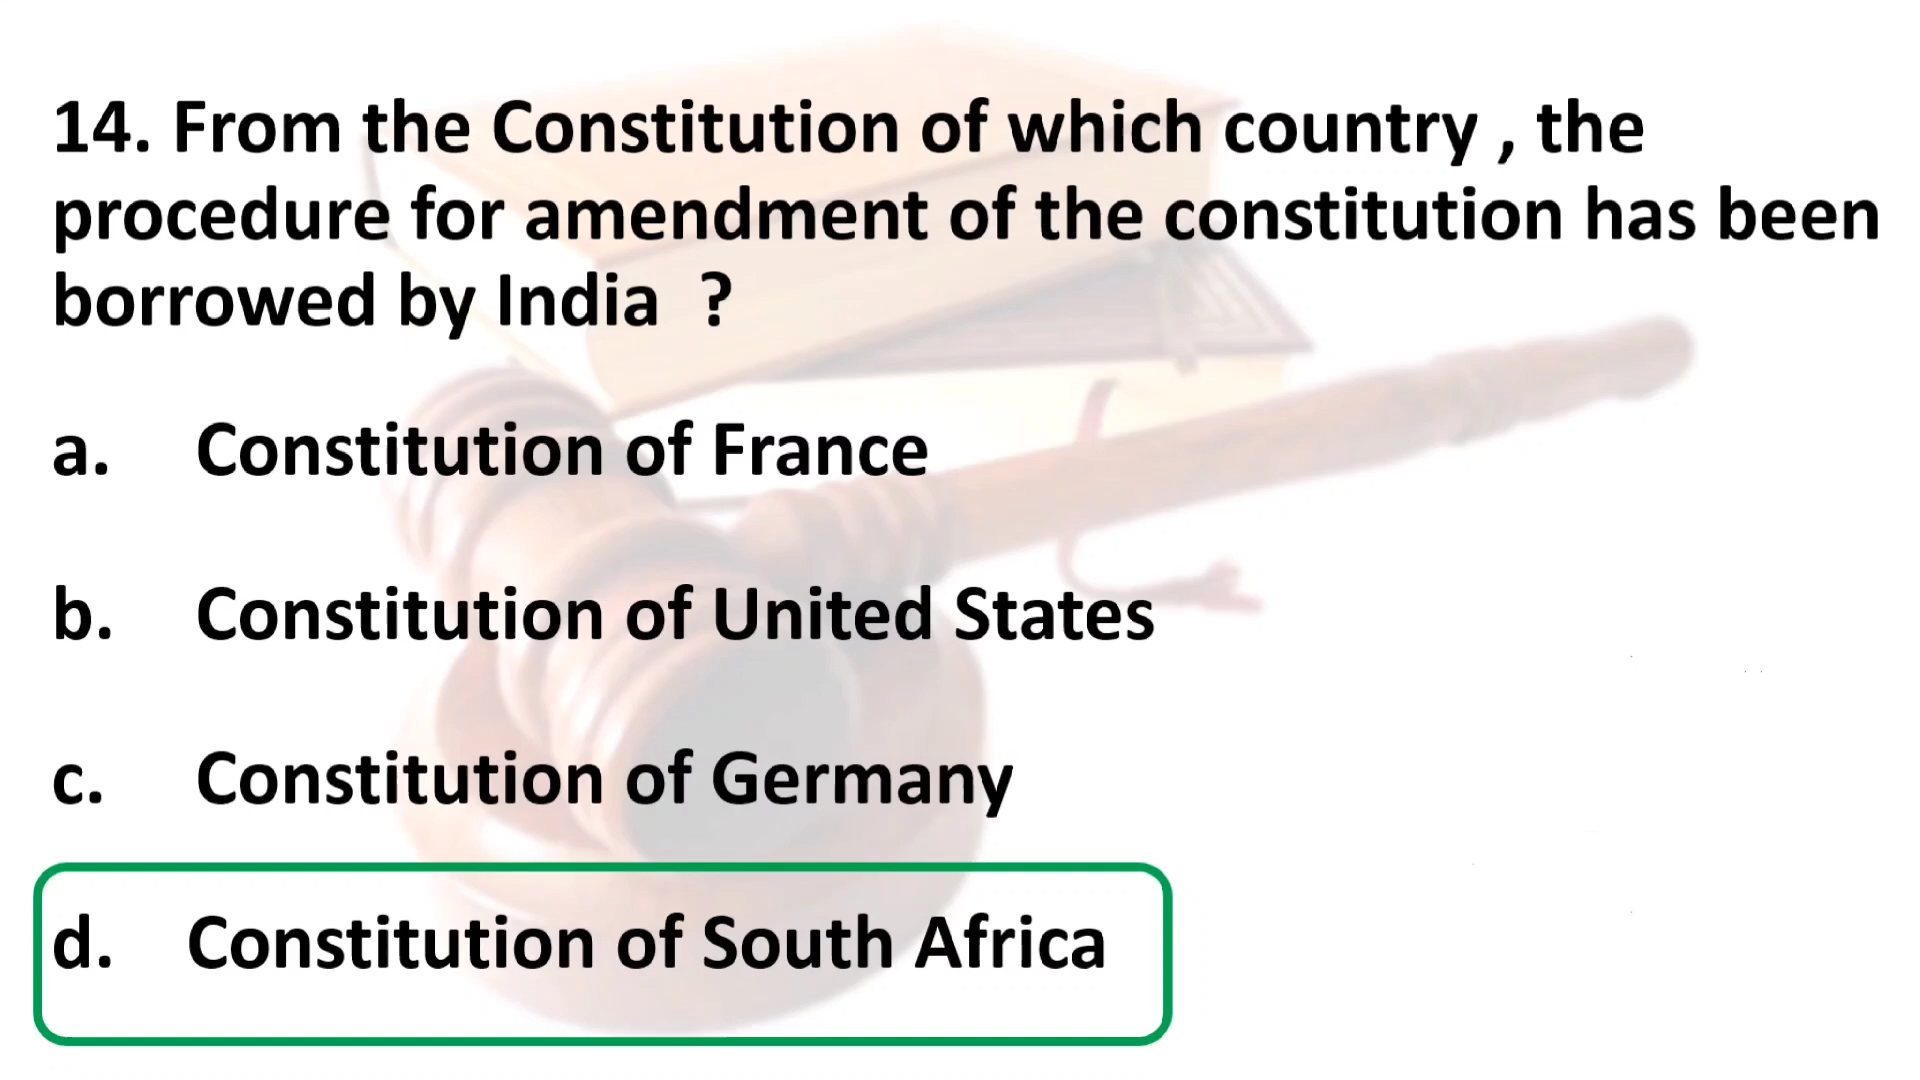 14. From the Constitution of which country , the
procedure for amendment of the constitution has been
borrowed by India  ?
a. Constitution of France
b. Constitution of United States
c. Constitution of Germany
d. Constitution of South Africa